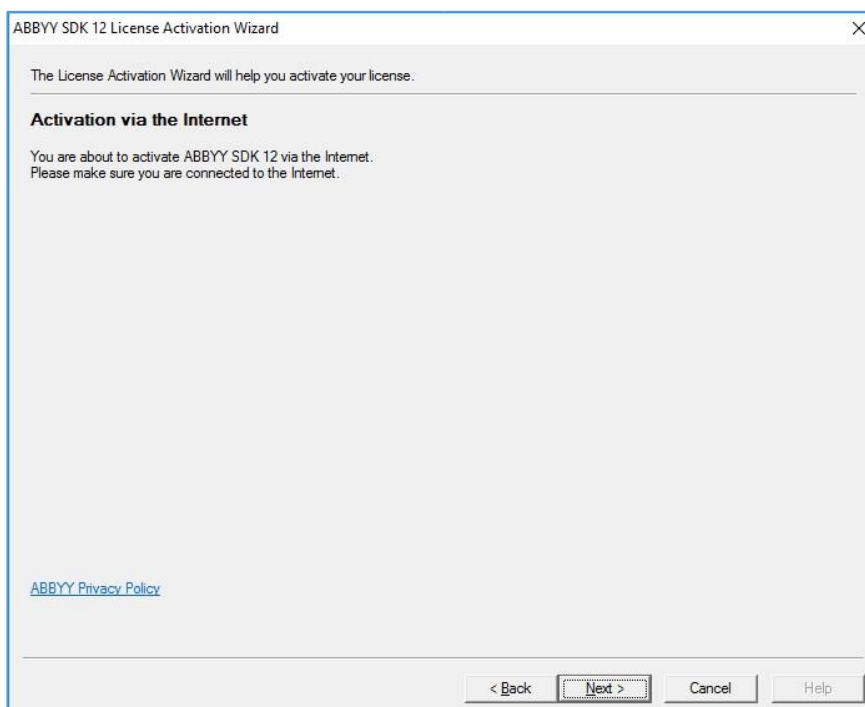 ABBYY SDK 12 License Activation Wizard
The License Activation Wizard will help you activate your license.
Activation via the Internet
You are about to activate ABBYY SDK 12 via the Internet.
Please make sure you are connected to the Internet.
ABBYY Privacy Policy
< Back Next > Cancel Help